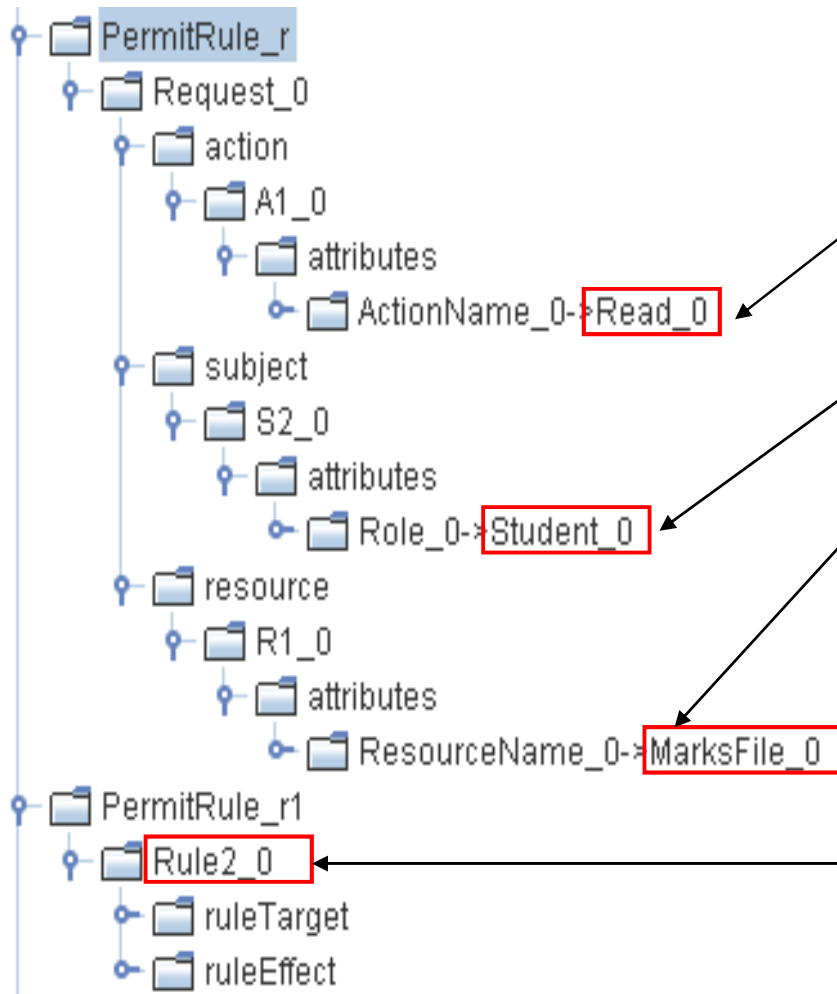 PermitRule_r
Request_0
action
A1_0
attributes
ActionName_0->Read_0
subject
S2_0
attributes
Role_0->Student_0
resource
R1_0
attributes
ResourceName_0->MarksFile_0
PermitRule_r1
Rule2_0
ruleTarget
ruleEffect